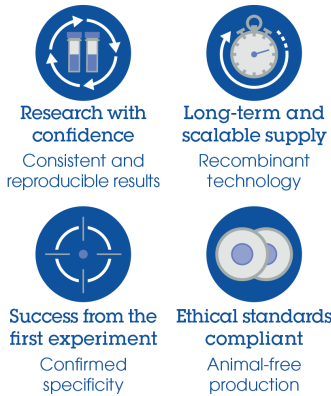 Research with
confidence
Consistent and
reproducible results
Long-term and
scalable supply
Recombinant
technology
Success from the
first experiment
Confirmed
specificity
Ethical standards
compliant
Animal-free
production